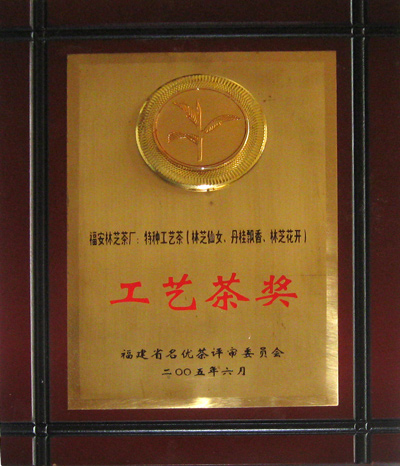 福安林芝茶厂：特种工艺茶（林芝仙女、丹桂飘香、林芝花开）
工艺茶奖
福建省名优茶评审委员会
二00五年六月